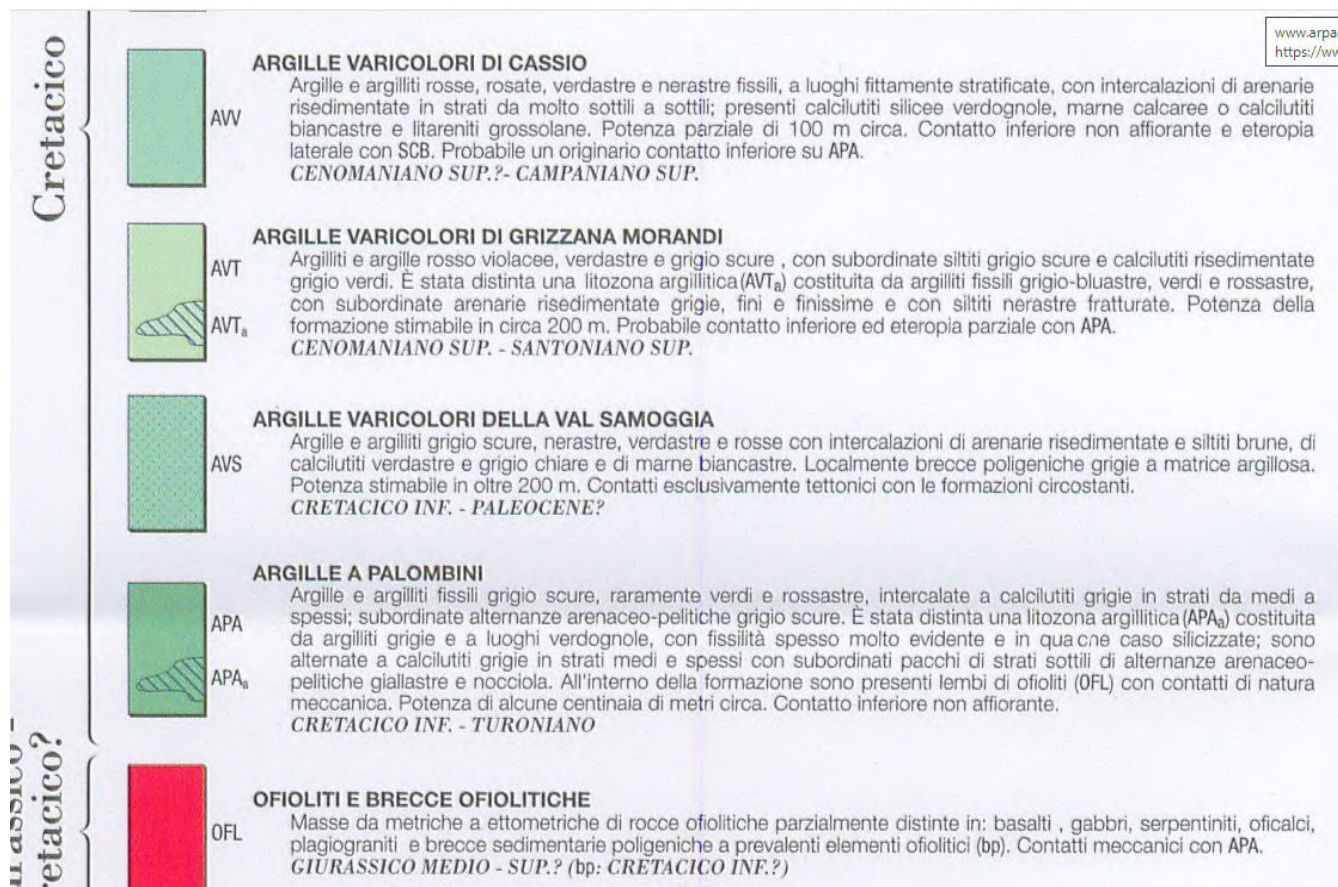 www.arpa
https://ww
Cretacico
ARGILLE VARICOLORI DI CASSIO
Argille e argilliti rosse, rosate, verdastre e nerastre fissili, a luoghi fittamente stratificate, con intercalazioni di arenarie
risedimentate in strati da molto sottili a sottili; presenti calcilutiti silicee verdognole, marne calcaree o calcilutiti
AVV
biancastre e litareniti grossolane. Potenza parziale di 100 m circa. Contatto inferiore non affiorante e eteropia
laterale con SCB. Probabile un originario contatto inferiore su APA.
CENOMANIANO SUP.?- CAMPANIANO SUP.
ARGILLE VARICOLORI DI GRIZZANA MORANDI
Argilliti e argille rosso violacee, verdastre e grigio scure , con subordinate siltiti grigio scure e calcilutiti risedimentate
AVT
grigio verdi. È stata distinta una litozona argillitica (AVTa) costituita da argilliti fissili grigio-bluastre, verdi e rossastre,
con subordinate arenarie risedimentate grigie, fini e finissime e con siltiti nerastre fratturate. Potenza della
AVTa
formazione stimabile in circa 200 m. Probabile contatto inferiore ed eteropia parziale con APA.
CENOMANIANO SUP. - SANTONIANO SUP.
ARGILLE VARICOLORI DELLA VAL SAMOGGIA
Argille e argilliti grigio scure, nerastre, verdastre e rosse con intercalazioni di arenarie risedimentate e siltiti brune, di
AVS
calcilutiti verdastre e grigio chiare e di marne biancastre. Localmente brecce poligeniche grigie a matrice argillosa.
Potenza stimabile in oltre 200 m. Contatti esclusivamente tettonici con le formazioni circostanti.
CRETACICO INF. - PALEOCENE?
ARGILLE A PALOMBINI
Argille e argilliti fissili grigio scure, raramente verdi e rossastre, intercalate a calcilutiti grigie in strati da medi a
APA
spessi; subordinate alternanze arenaceo-pelitiche grigio scure. È stata distinta una litozona argillitica (APAa) costituita
da argilliti grigie e a luoghi verdognole, con fissilità spesso molto evidente e in qua che caso silicizzate; sono
alternate a calcilutiti grigie in strati medi e spessi con subordinati pacchi di strati sottili di alternanze arenaceo-
APAa
pelitiche giallastre e nocciola. All'interno della formazione sono presenti lembi di ofioliti (OFL) con contatti di natura
meccanica. Potenza di alcune centinaia di metri circa. Contatto inferiore non affiorante.
CRETACICO INF. - TURONIANO
retacico?
OFIOLITI E BRECCE OFIOLITICHE
Masse da metriche a ettometriche di rocce ofiolitiche parzialmente distinte in: basalti , gabbri, serpentiniti, oficalci,
OFL
plagiograniti e brecce sedimentarie poligeniche a prevalenti elementi ofiolitici (bp). Contatti meccanici con APA.
GIURASSICO MEDIO - SUP.? (bp: CRETACICO INF.?)